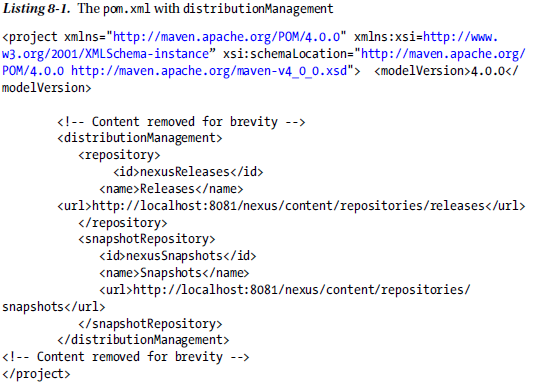 Listing 8-1. The pom.xml with distributionManagement
<project xmlns="http://maven.apache.org/POM/4.0.0" xmlns:xsi=http://www.
w3.org/2001/XMLSchema-instance” xsi:schemaLocation="http://maven.apache.org/
POM/4.0.0 http://maven.apache.org/maven-v4_0_0.xsd"> <modelVersion>4.0.0</
modelVersion>
<!-- Content removed for brevity -->
<distributionManagement>
<repository>
<id>nexusReleases</id>
<name>Releases</name>
<url>http://localhost:8081/nexus/content/repositories/releases</url>
</repository>
<snapshotRepository>
<id>nexusSnapshots</id>
<name>Snapshots</name>
<url>http://localhost:8081/nexus/content/repositories/
snapshots</url>
</snapshotRepository>
</distributionManagement>
<!-- Content removed for brevity -->
</project>